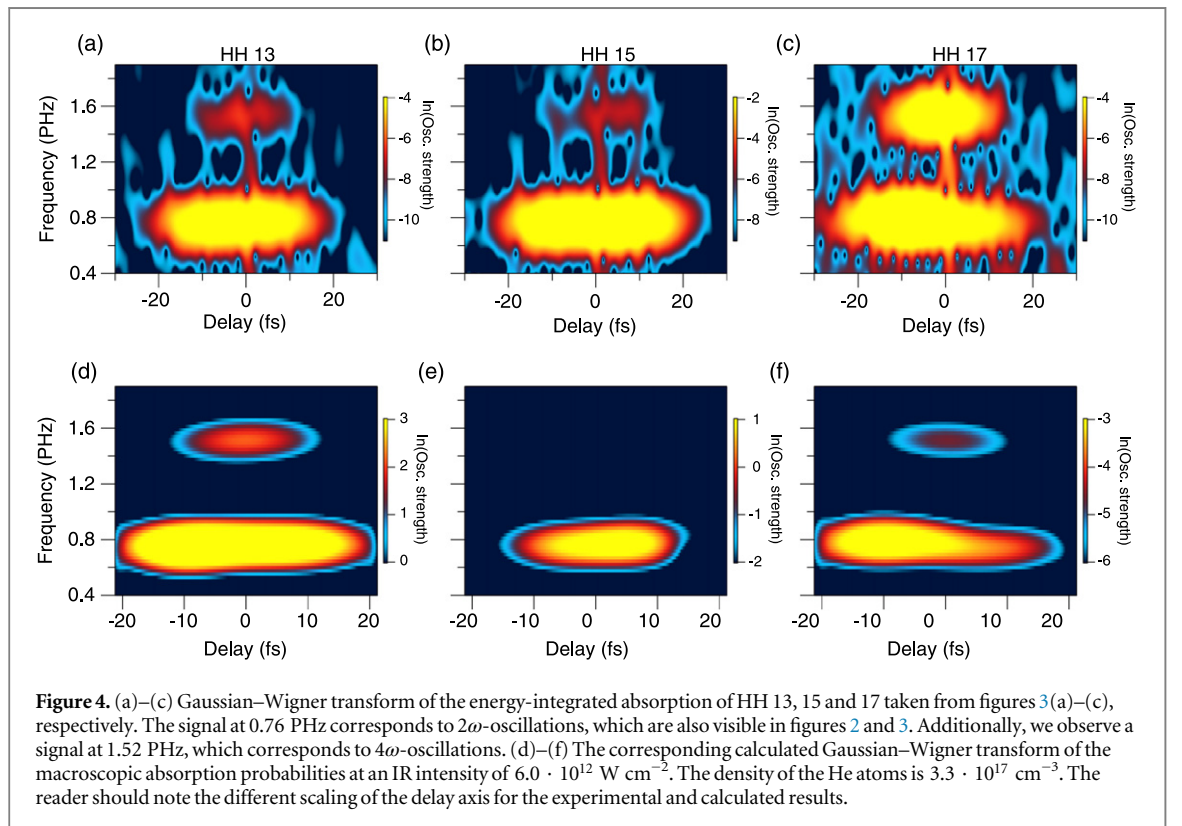 (a)
HH 13
(b)
HH 15
(c)
HH 17
Frequency (PHz)
1.6
1.2
0.8
0.4
-20
0
20
Delay (fs)
-4
-6
-8
-10
ln(Osc. strength)
-20
0
20
Delay (fs)
-2
-4
-6
-8
ln(Osc. strength)
-20
0
20
Delay (fs)
-4
-6
-8
-10
ln(Osc. strength)
(d)
(e)
(f)
Frequency (PHz)
1.6
1.2
0.8
0.4
-20
-10
0
10
20
Delay (fs)
3
2
1
0
ln(Osc. strength)
-20
-10
0
10
20
Delay (fs)
1
0
-1
-2
ln(Osc. strength)
-20
-10
0
10
20
Delay (fs)
-3
-4
-5
-6
ln(Osc. strength)
Figure 4. (a)–(c) Gaussian–Wigner transform of the energy-integrated absorption of HH 13, 15 and 17 taken from figures 3(a)–(c),
respectively. The signal at 0.76 PHz corresponds to 2ω-oscillations, which are also visible in figures 2 and 3. Additionally, we observe a
signal at 1.52 PHz, which corresponds to 4ω-oscillations. (d)–(f) The corresponding calculated Gaussian–Wigner transform of the
macroscopic absorption probabilities at an IR intensity of 6.0 · 10¹² W cm⁻². The density of the He atoms is 3.3 · 10¹⁷ cm⁻³. The
reader should note the different scaling of the delay axis for the experimental and calculated results.